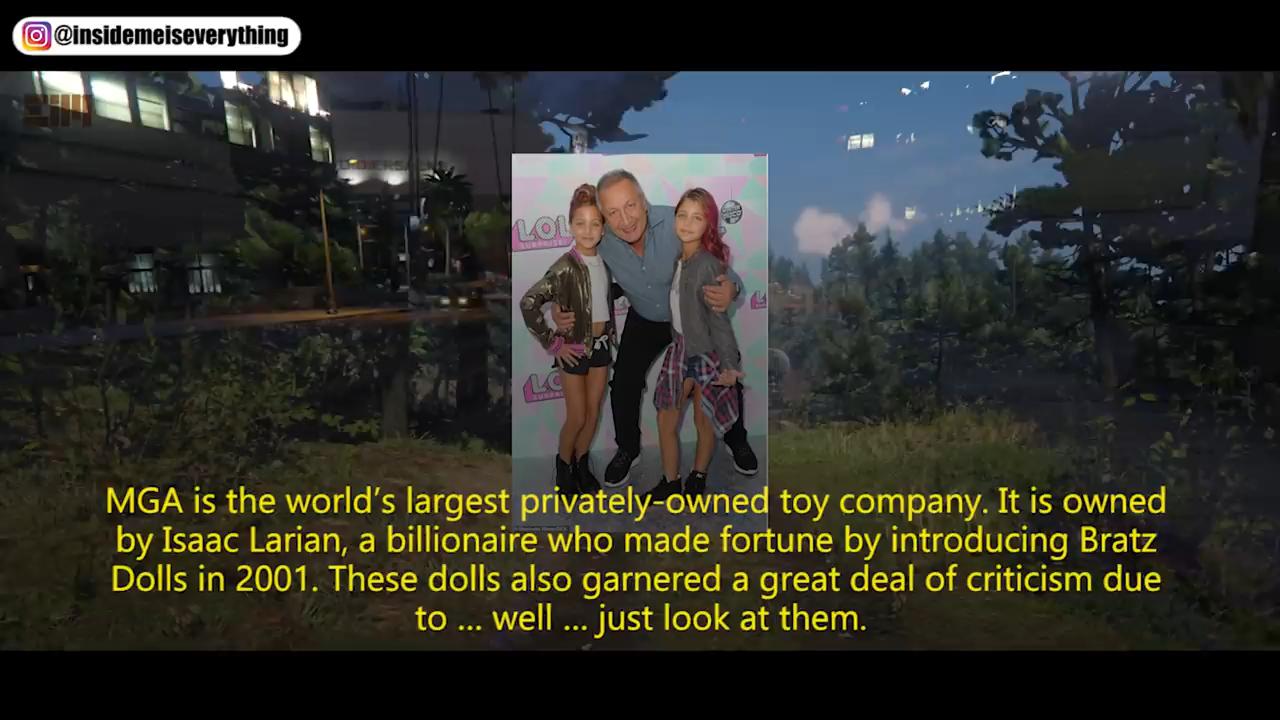 @insidemeiseverything
LOL
SURPRISE!
LO
SURPRIS
MGA is the world’s largest privately-owned toy company. It is owned
by Isaac Larian, a billionaire who made fortune by introducing Bratz
Dolls in 2001. These dolls also garnered a great deal of criticism due
to ... well ... just look at them.